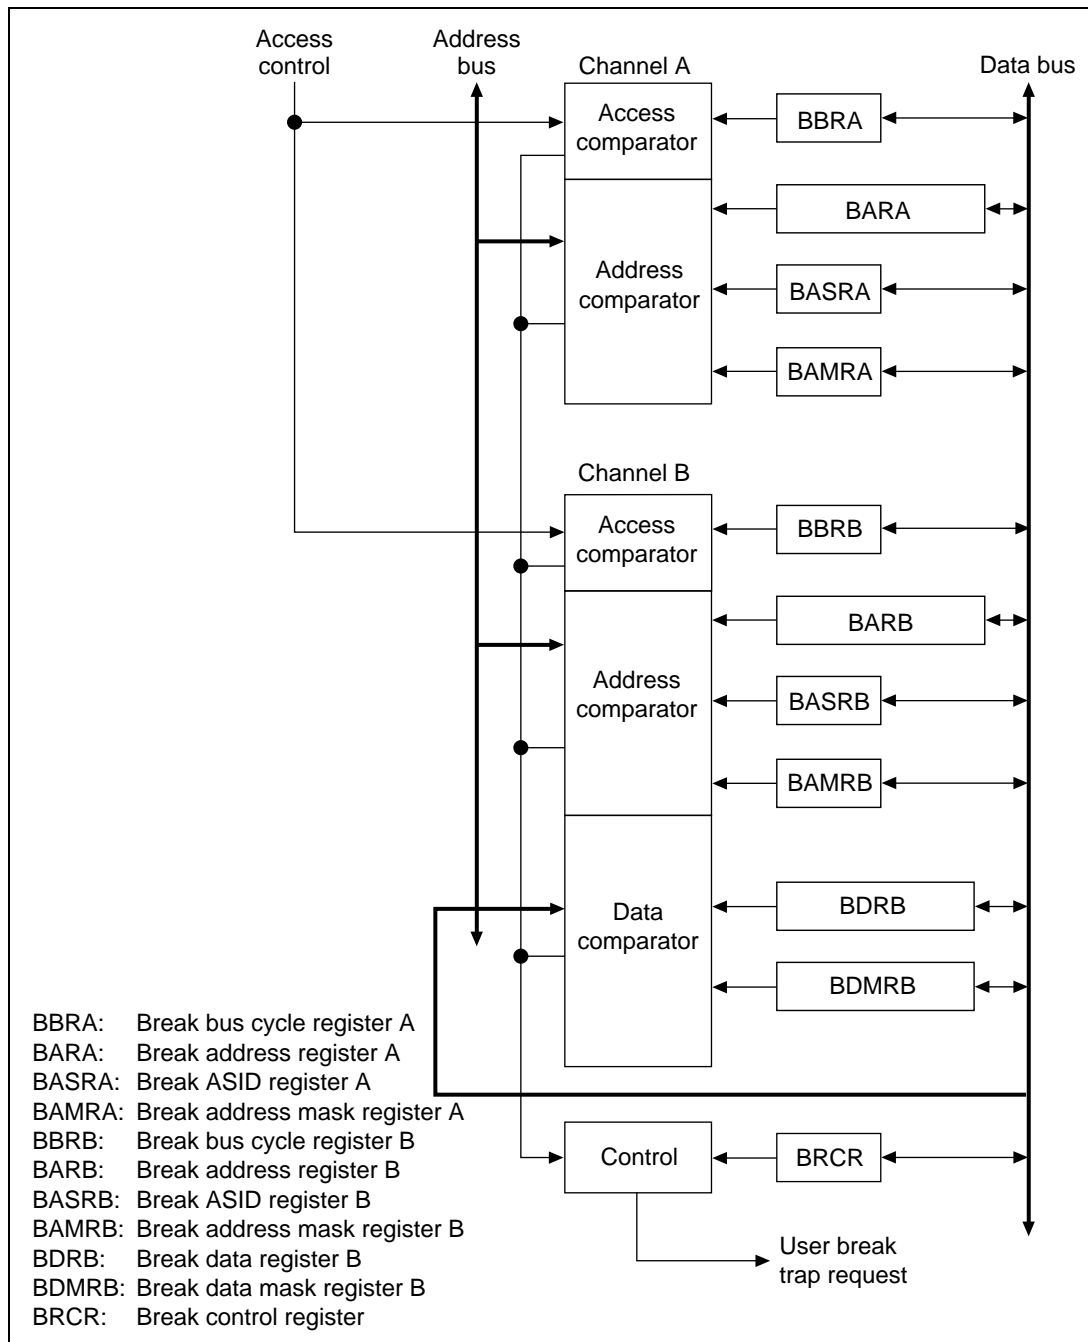 Access
control
Address
bus
Channel A
Data bus
Access
comparator
BBRA
BARA
Address
comparator
BASRA
BAMRA
Channel B
Access
comparator
BBRB
BARB
Address
comparator
BASRB
BAMRB
Data
comparator
BDRB
BDMRB
Control
BRCR
User break
trap request
BBRA: Break bus cycle register A
BARA: Break address register A
BASRA: Break ASID register A
BAMRA: Break address mask register A
BBRB: Break bus cycle register B
BARB: Break address register B
BASRB: Break ASID register B
BAMRB: Break address mask register B
BDRB: Break data register B
BDMRB: Break data mask register B
BRCR: Break control register